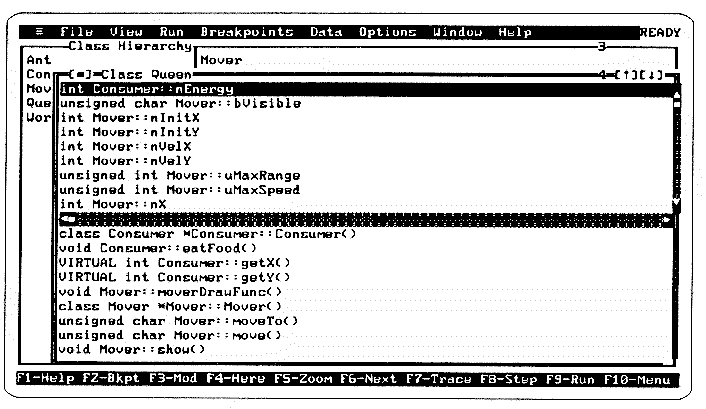 ≡ File View Run Breakpoints Data Options Window Help READY
Class Hierarchy 3
Ant Mover
Con [■]=Class Queen 4=[↑][↓]
Mov int Consumer::nEnergy
Que unsigned char Mover::bVisible
Wor int Mover::nInitX
int Mover::nInitY
int Mover::nVelX
int Mover::nVelY
unsigned int Mover::uMaxRange
unsigned int Mover::uMaxSpeed
int Mover::nX
class Consumer *Consumer::Consumer()
void Consumer::eatFood()
VIRTUAL int Consumer::getX()
VIRTUAL int Consumer::getY()
void Mover::moverDrawFunc()
class Mover *Mover::Mover()
unsigned char Mover::moveTo()
unsigned char Mover::move()
void Mover::show()
F1-Help F2-Bkpt F3-Mod F4-Here F5-Zoom F6-Next F7-Trace F8-Step F9-Run F10-Menu